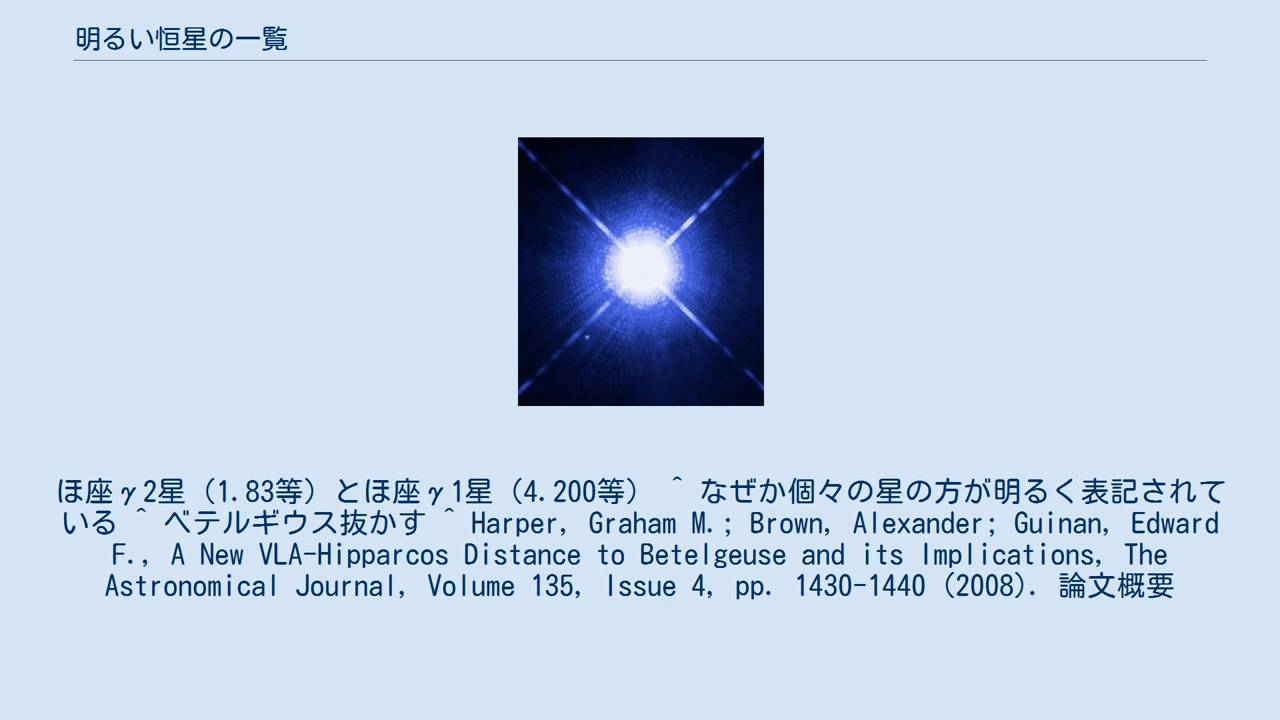 明るい恒星の一覧
ほ座γ2星（1.83等）とほ座γ1星（4.200等） ^ なぜか個々の星の方が明るく表記されて
いる ^ ベテルギウス抜かす ^ Harper, Graham M.; Brown, Alexander; Guinan, Edward
F., A New VLA-Hipparcos Distance to Betelgeuse and its Implications, The
Astronomical Journal, Volume 135, Issue 4, pp. 1430-1440 (2008). 論文概要